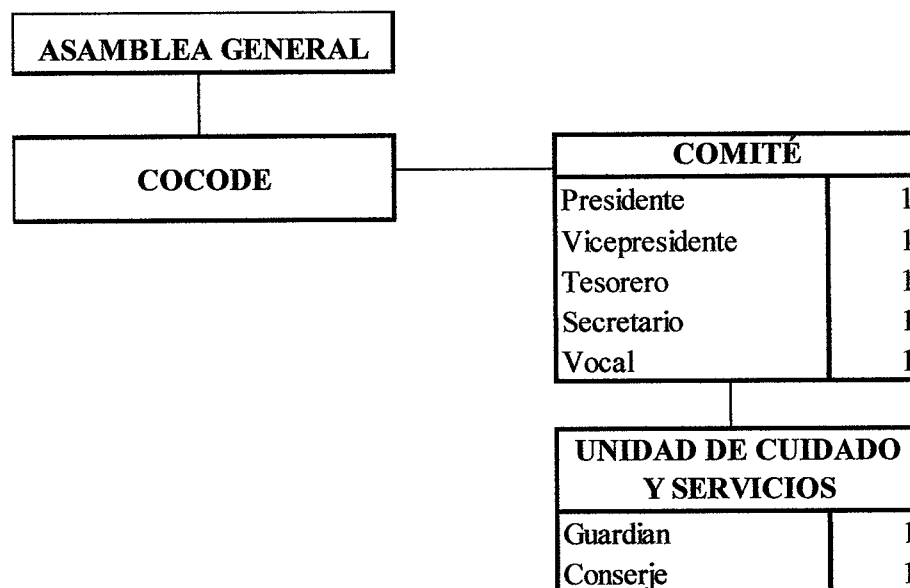 ASAMBLEA GENERAL
COCODE
COMITÉ
Presidente 1
Vicepresidente 1
Tesorero 1
Secretario 1
Vocal 1
UNIDAD DE CUIDADO
Y SERVICIOS
Guardian 1
Conserje 1